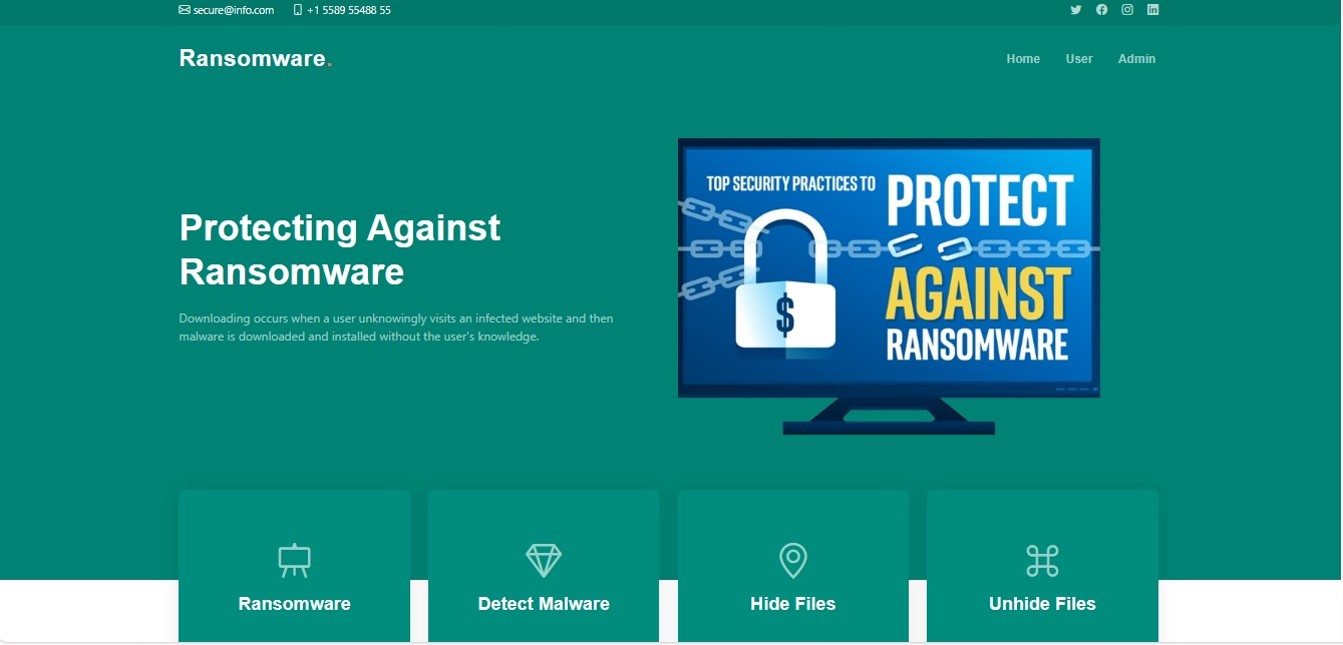 secure@info.com +1 5589 55488 55
Ransomware.
Home User Admin
Protecting Against
Ransomware
Downloading occurs when a user unknowingly visits an infected website and then
malware is downloaded and installed without the user's knowledge.
TOP SECURITY PRACTICES TO
PROTECT
AGAINST
RANSOMWARE
$
Ransomware
Detect Malware
Hide Files
Unhide Files